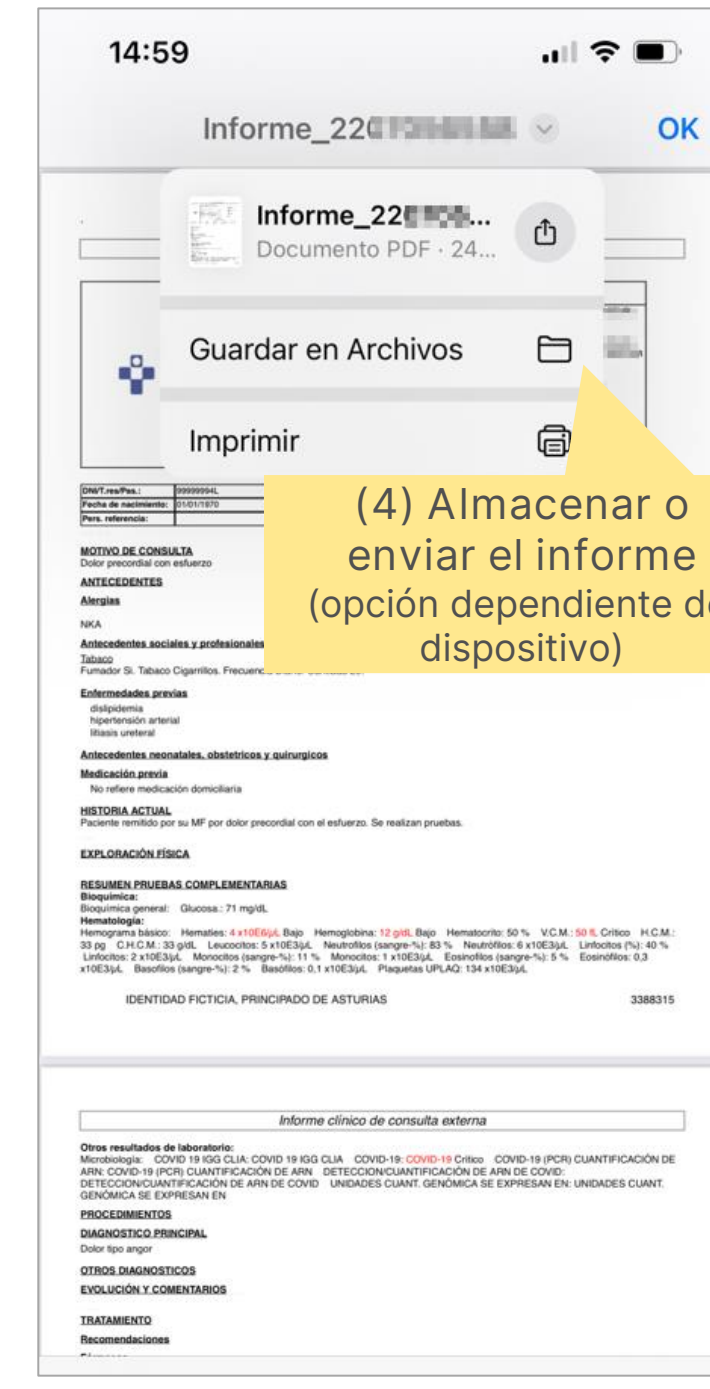 14:59
Informe_220
OK
Informe_220
Documento PDF · 24...
Guardar en Archivos
Imprimir
(4) Almacenar o
enviar el informe
(opción dependiente de
dispositivo)
DNI/T.res/Pas.: 99999994L
Fecha de nacimiento: 01/01/1970
Pers. referencia:
MOTIVO DE CONSULTA
Dolor precordial con esfuerzo
ANTECEDENTES
Alergias
NKA
Antecedentes sociales y profesionales
Tabaco
Fumador Si. Tabaco Cigarrillos.
Enfermedades previas
dislipidemia
hipertensión arterial
litiasis ureteral
Antecedentes neonatales, obstetricos y quirurgicos
Medicación previa
No refiere medicación domiciliaria
HISTORIA ACTUAL
Paciente remitido por su MF por dolor precordial con el esfuerzo. Se realizan pruebas.
EXPLORACIÓN FÍSICA
RESUMEN PRUEBAS COMPLEMENTARIAS
Bioquímica:
Bioquímica general: Glucosa.: 71 mg/dL
Hematología:
Hemograma básico: Hematies: 4 x10E6/µL Bajo Hemoglobina: 12 g/dL Bajo Hematocrito: 50 % V.C.M.: 50 fL Crítico H.C.M.:
33 pg C.H.C.M.: 33 g/dL Leucocitos: 5 x10E3/µL Neutrofilos (sangre-%): 83 % Neutrófilos: 6 x10E3/µL Linfocitos (%): 40 %
Linfocitos: 2 x10E3/µL Monocitos (sangre-%): 11 % Monocitos: 1 x10E3/µL Eosinofilos (sangre-%): 5 % Eosinófilos: 0,3
x10E3/µL Basofilos (sangre-%): 2 % Basófilos: 0,1 x10E3/µL Plaquetas UPLAQ: 134 x10E3/µL
IDENTIDAD FICTICIA, PRINCIPADO DE ASTURIAS 3388315
Informe clínico de consulta externa
Otros resultados de laboratorio:
Microbiología: COVID 19 IGG CLIA: COVID 19 IGG CLIA COVID-19: COVID-19 Crítico COVID-19 (PCR) CUANTIFICACIÓN DE
ARN: COVID-19 (PCR) CUANTIFICACIÓN DE ARN DETECCION/CUANTIFICACIÓN DE ARN DE COVID:
DETECCION/CUANTIFICACIÓN DE ARN DE COVID UNIDADES CUANT. GENÓMICA SE EXPRESAN EN: UNIDADES CUANT.
GENÓMICA SE EXPRESAN EN
PROCEDIMIENTOS
DIAGNOSTICO PRINCIPAL
Dolor tipo angor
OTROS DIAGNOSTICOS
EVOLUCIÓN Y COMENTARIOS
TRATAMIENTO
Recomendaciones